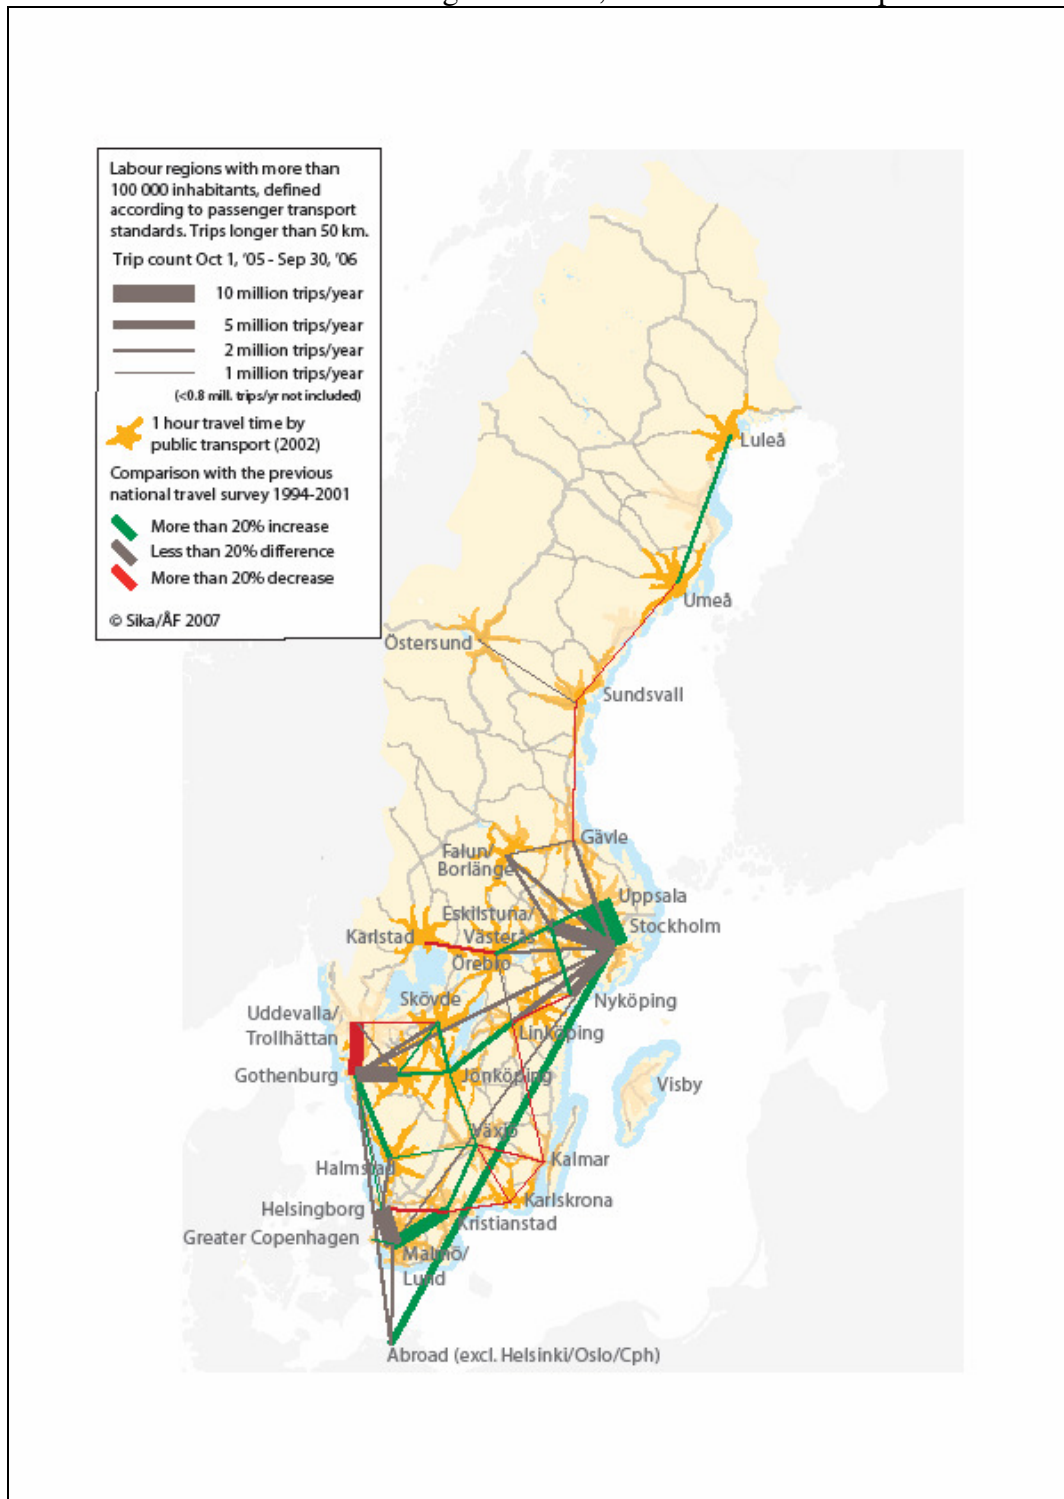 Labour regions with more than
100 000 inhabitants, defined
according to passenger transport
standards. Trips longer than 50 km.
Trip count Oct 1, '05 - Sep 30, '06
10 million trips/year
5 million trips/year
2 million trips/year
1 million trips/year
(<0.8 mill. trips/yr not included)
1 hour travel time by
public transport (2002)
Comparison with the previous
national travel survey 1994-2001
More than 20% increase
Less than 20% difference
More than 20% decrease
© Sika/ÅF 2007
Luleå
Umeå
Östersund
Sundsvall
Gävle
Falun/
Borlänge
Uppsala
Eskilstuna/
Västerås
Stockholm
Karlstad
Örebro
Skövde
Nyköping
Uddevalla/
Trollhättan
Linköping
Gothenburg
Jönköping
Visby
Växjö
Halmstad
Kalmar
Karlskrona
Helsingborg
Kristianstad
Greater Copenhagen
Malmö/
Lund
Abroad (excl. Helsinki/Oslo/Cph)